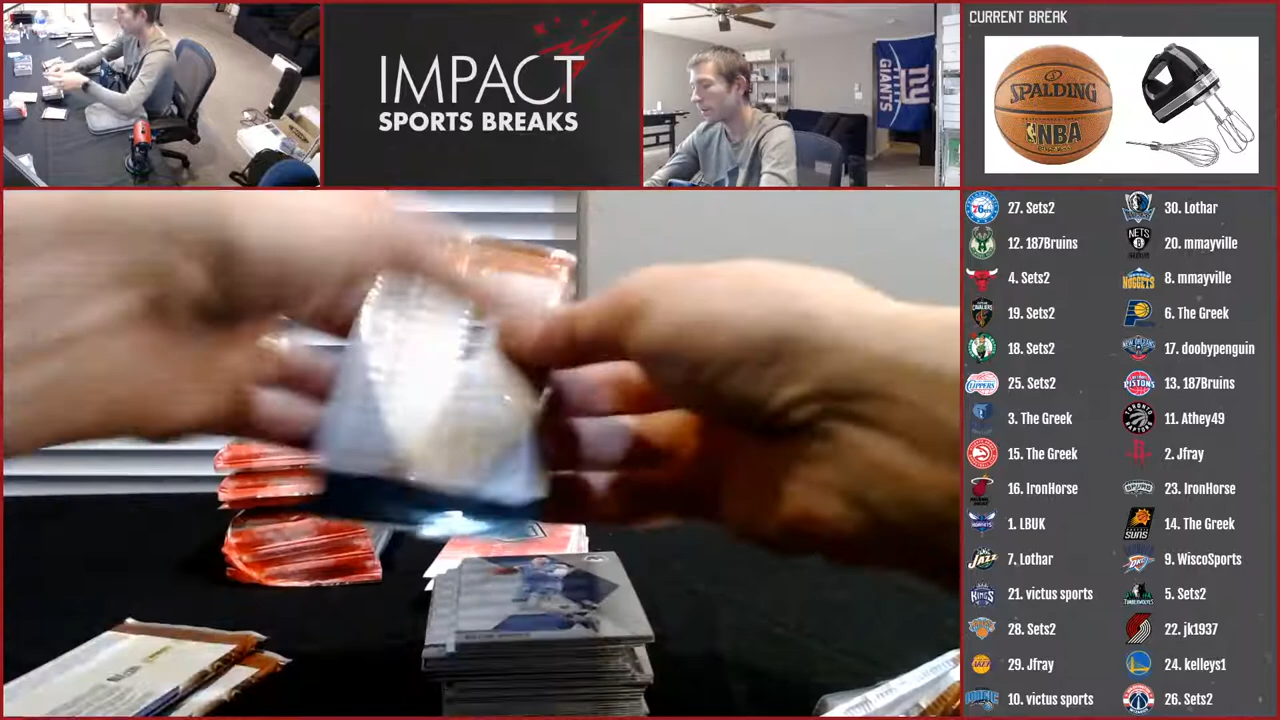 IMPACT
SPORTS BREAKS
ny
GIANTS
CURRENT BREAK
SPALDING
NBA
27. Sets2
30. Lothar
12. 187Bruins
20. mmayville
4. Sets2
8. mmayville
19. Sets2
6. The Greek
18. Sets2
17. doobypenguin
25. Sets2
13. 187Bruins
3. The Greek
11. Athey49
15. The Greek
2. Jfray
16. IronHorse
23. IronHorse
1. LBUK
14. The Greek
7. Lothar
9. WiscoSports
21. victus sports
5. Sets2
28. Sets2
22. jk1937
29. Jfray
24. kelleys1
10. victus sports
26. Sets2